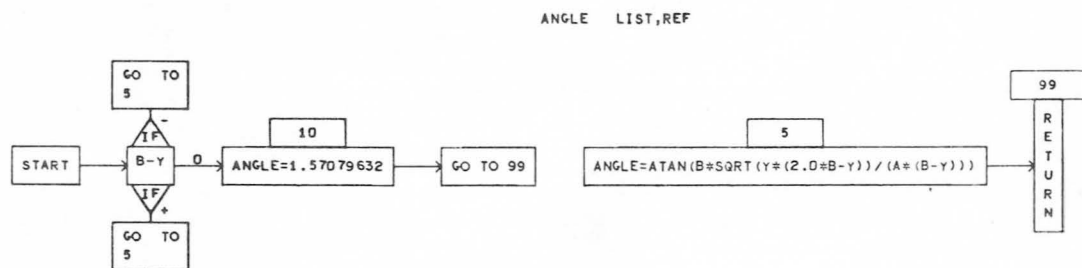 ANGLE LIST,REF
GO TO
5
-
IF
START
B-Y
0
10
ANGLE=1.57079632
GO TO 99
5
ANGLE=ATAN(B*SQRT(Y*(2.0*B-Y))/(A*(B-Y)))
99
RETURN
IF
+
GO TO
5